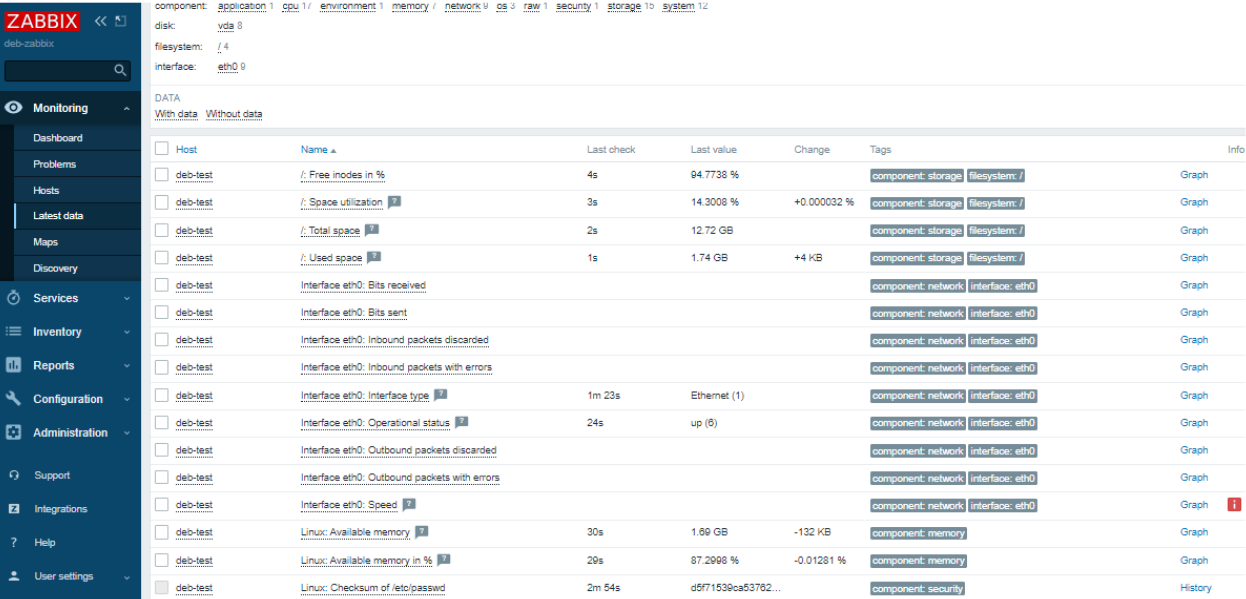 component: application 1 cpu 17 environment 1 memory 7 network 9 os 3 raw 1 security 1 storage 15 system 12
disk: vda 8
filesystem: / 4
interface: eth0 9
DATA
With data Without data
ZABBIX
deb-zabbix
Monitoring
Dashboard
Problems
Hosts
Latest data
Maps
Discovery
Services
Inventory
Reports
Configuration
Administration
Support
Integrations
Help
User settings
Host Name Last check Last value Change Tags Info
deb-test /: Free inodes in % 4s 94.7738 % component: storage filesystem: / Graph
deb-test /: Space utilization ? 3s 14.3008 % +0.000032 % component: storage filesystem: / Graph
deb-test /: Total space ? 2s 12.72 GB component: storage filesystem: / Graph
deb-test /: Used space ? 1s 1.74 GB +4 KB component: storage filesystem: / Graph
deb-test Interface eth0: Bits received component: network interface: eth0 Graph
deb-test Interface eth0: Bits sent component: network interface: eth0 Graph
deb-test Interface eth0: Inbound packets discarded component: network interface: eth0 Graph
deb-test Interface eth0: Inbound packets with errors component: network interface: eth0 Graph
deb-test Interface eth0: Interface type ? 1m 23s Ethernet (1) component: network interface: eth0 Graph
deb-test Interface eth0: Operational status ? 24s up (6) component: network interface: eth0 Graph
deb-test Interface eth0: Outbound packets discarded component: network interface: eth0 Graph
deb-test Interface eth0: Outbound packets with errors component: network interface: eth0 Graph
deb-test Interface eth0: Speed ? component: network interface: eth0 Graph i
deb-test Linux: Available memory ? 30s 1.69 GB -132 KB component: memory Graph
deb-test Linux: Available memory in % ? 29s 87.2998 % -0.01281 % component: memory Graph
deb-test Linux: Checksum of /etc/passwd 2m 54s d5f71539ca53762... component: security History